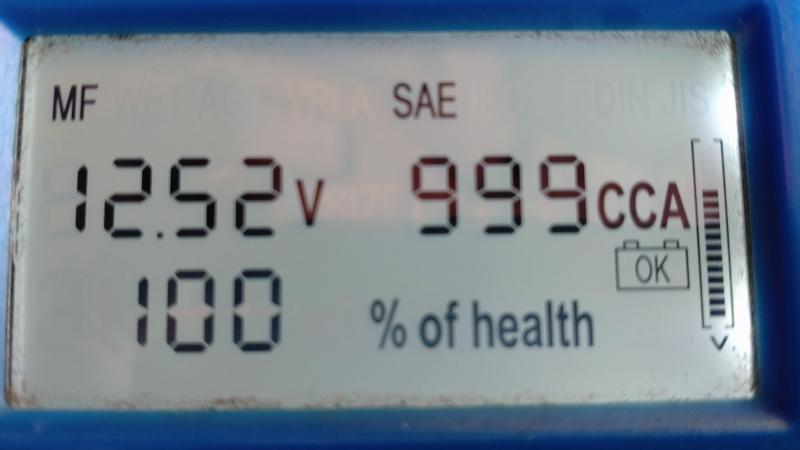 MF SAE
12.52 V 999 CCA
OK
100 % of health